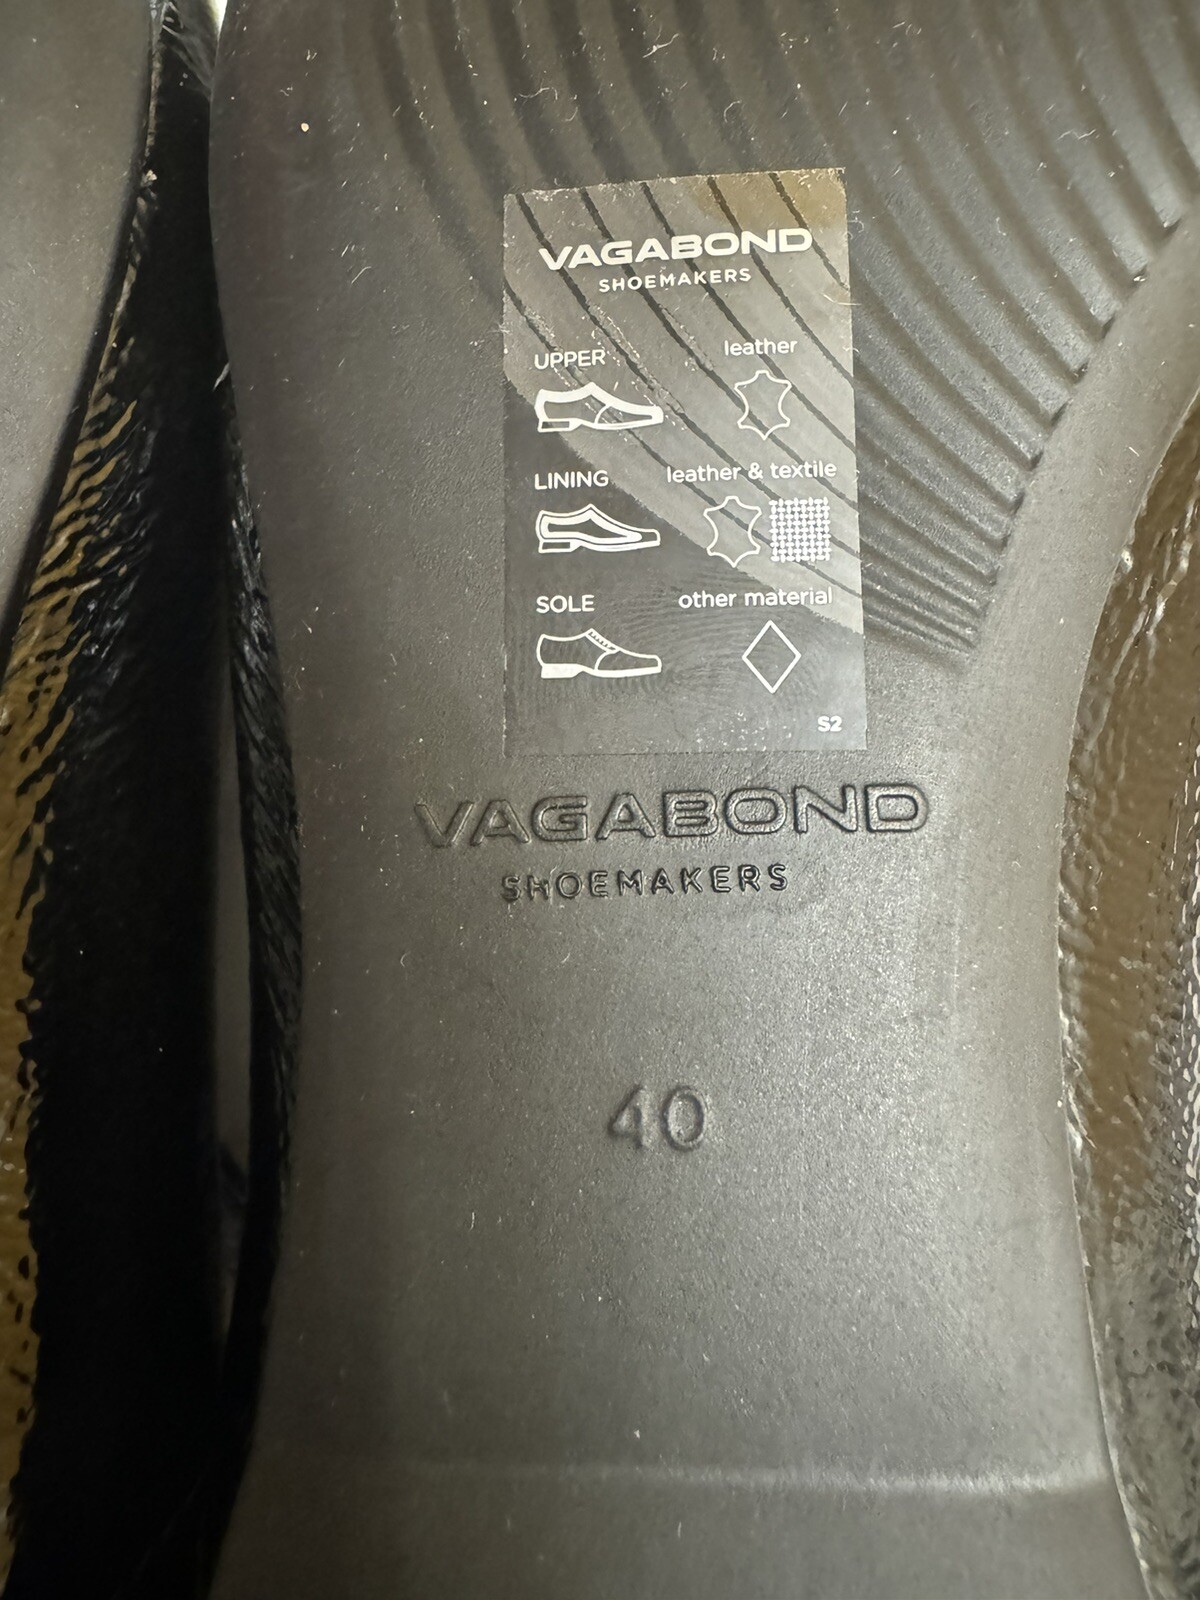 VAGABOND
SHOEMAKERS
UPPER leather
LINING leather & textile
SOLE other material
S2
VAGABOND
SHOEMAKERS
40